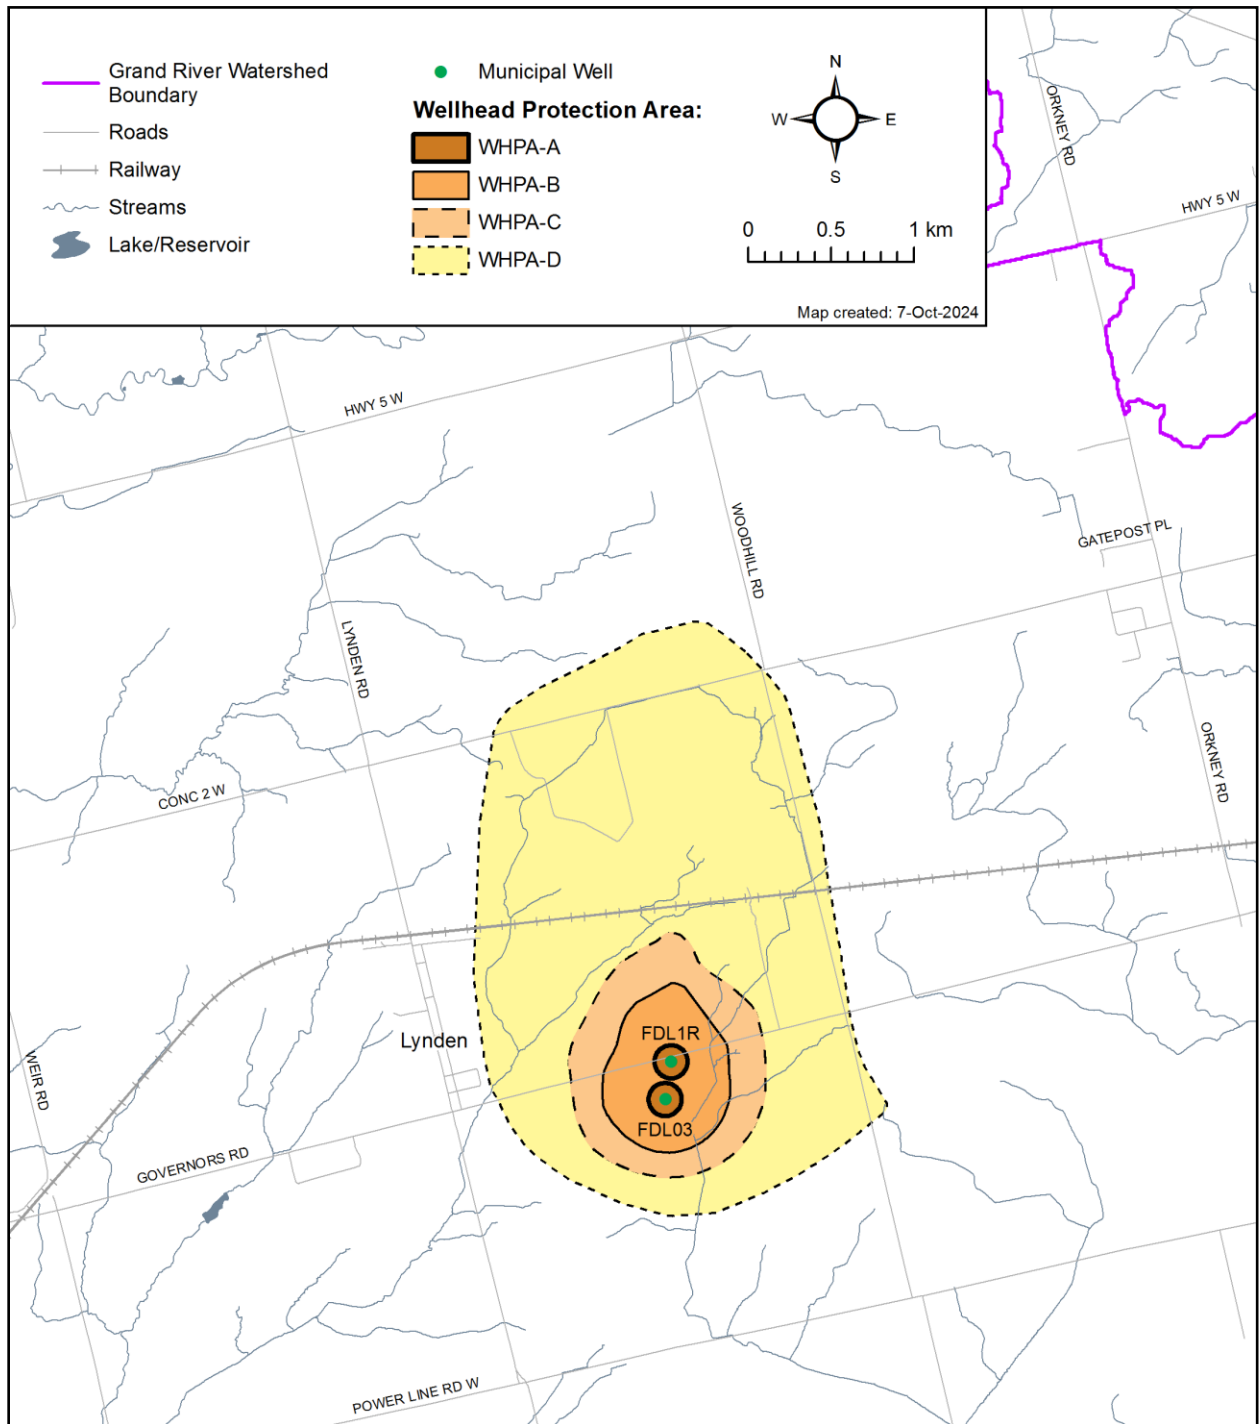 Grand River Watershed
Boundary
Roads
Railway
Streams
Lake/Reservoir
Municipal Well
Wellhead Protection Area:
WHPA-A
WHPA-B
WHPA-C
WHPA-D
N
W
E
S
0 0.5 1 km
Map created: 7-Oct-2024
ORKNEY RD
HWY 5 W
HWY 5 W
WOODHILL RD
GATEPOST PL
LYNDEN RD
ORKNEY RD
CONC 2 W
Lynden
FDL1R
FDL03
WEIR RD
GOVERNORS RD
POWER LINE RD W